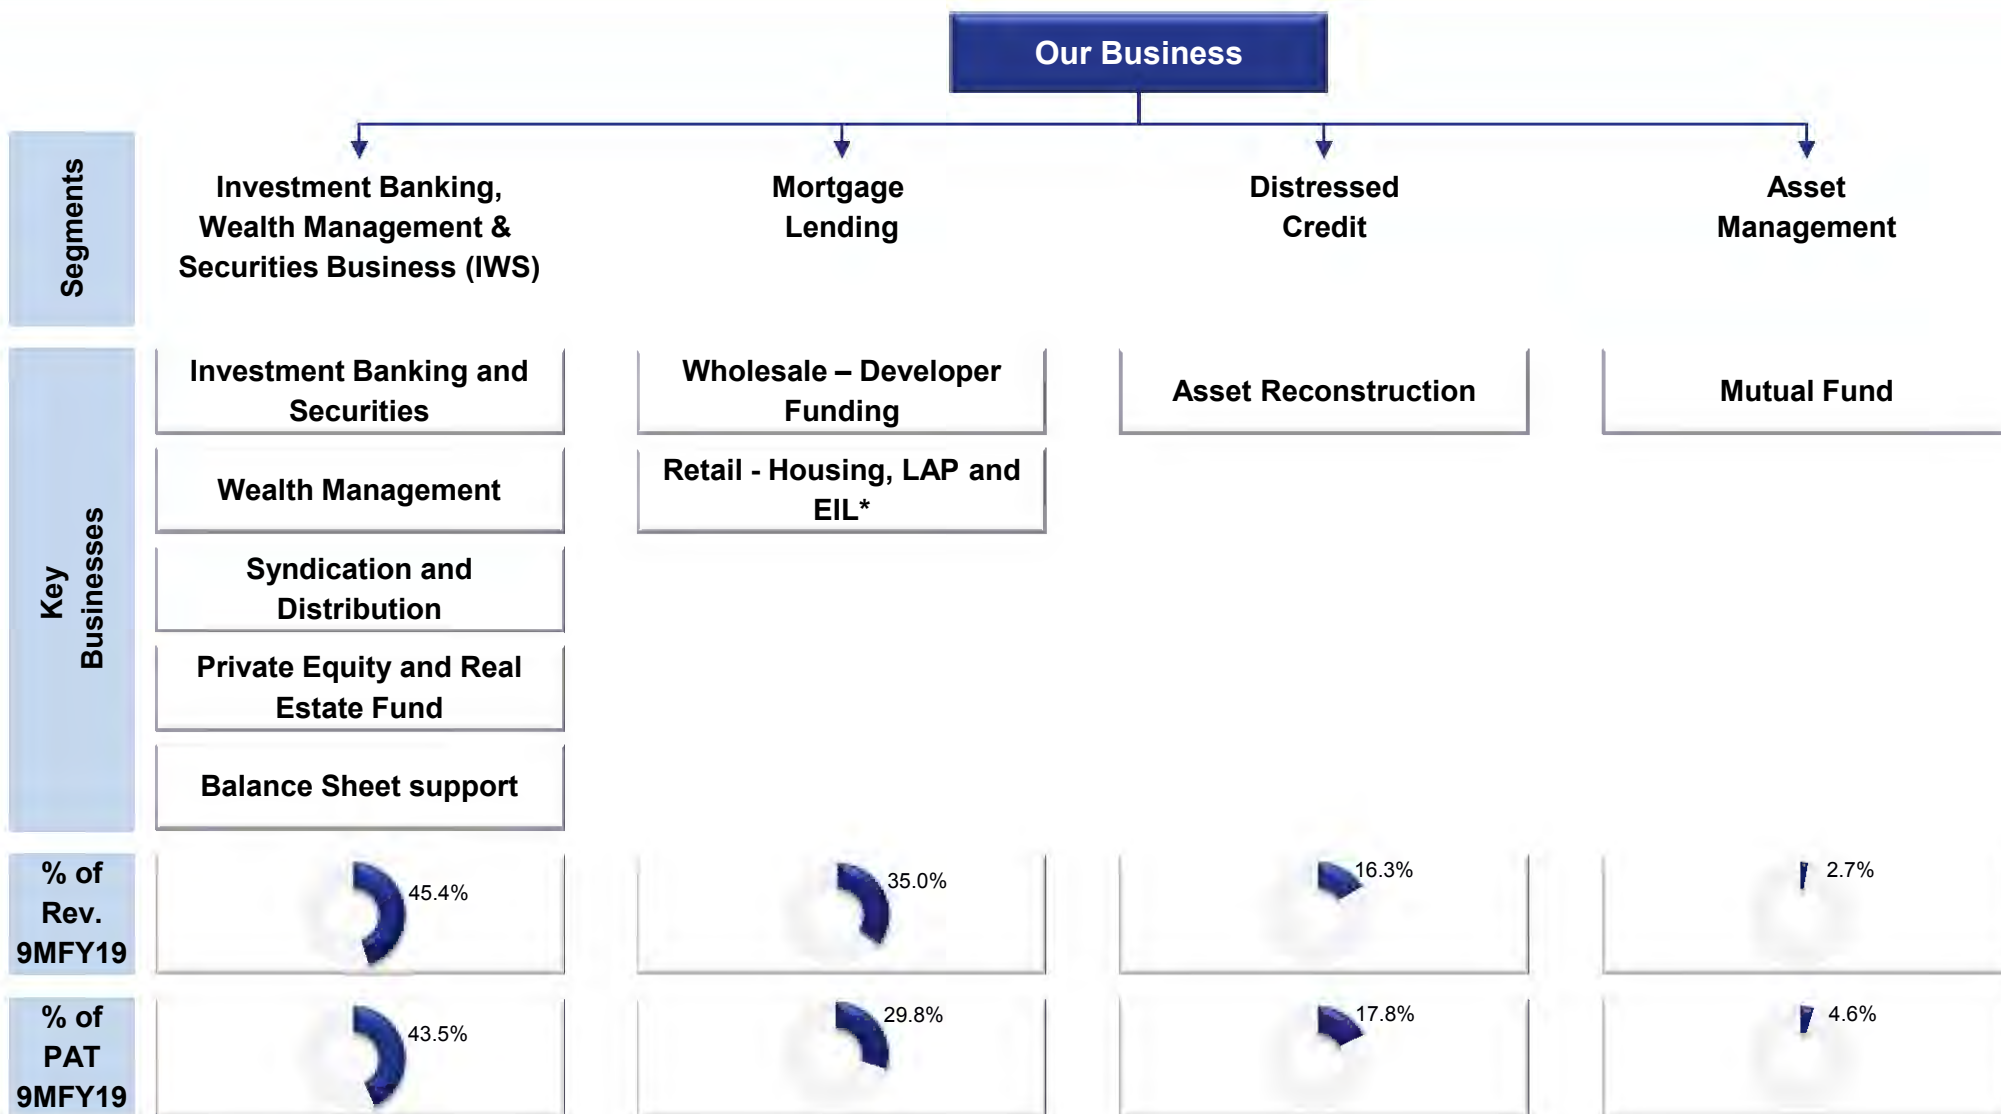 Our Business
Segments
Investment Banking,
Wealth Management &
Securities Business (IWS)
Mortgage
Lending
Distressed
Credit
Asset
Management
Key
Businesses
Investment Banking and
Securities
Wholesale – Developer
Funding
Asset Reconstruction
Mutual Fund
Wealth Management
Retail - Housing, LAP and
EIL*
Syndication and
Distribution
Private Equity and Real
Estate Fund
Balance Sheet support
% of
Rev.
9MFY19
45.4%
35.0%
16.3%
2.7%
% of
PAT
9MFY19
43.5%
29.8%
17.8%
4.6%